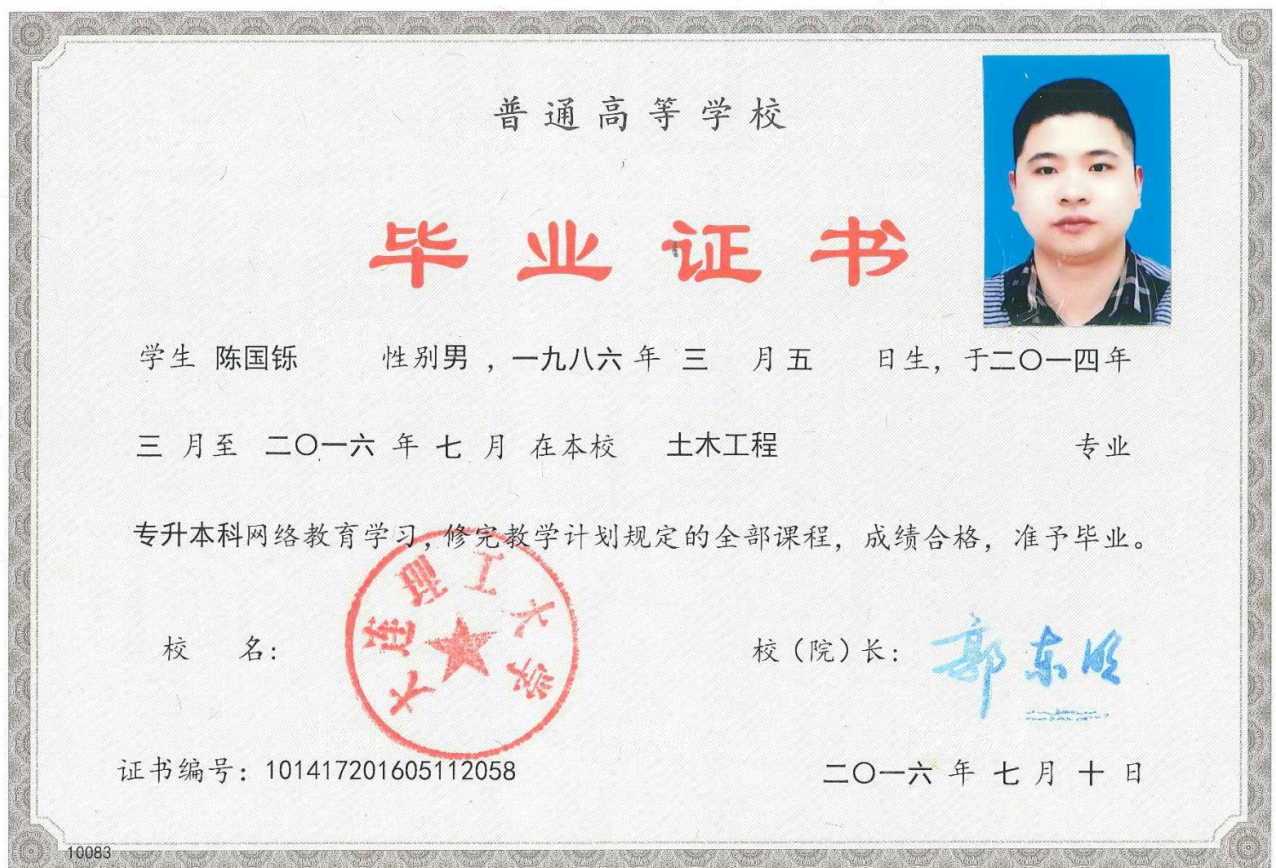 普通高等学校
毕业证书
学生 陈国铄 性别男 ，一九八六 年 三 月 五 日生，于二〇一四年
三 月至 二〇一六 年 七 月 在本校 土木工程 专业
专升本科网络教育学习，修完教学计划规定的全部课程，成绩合格，准予毕业。
大连理工大学
校 名： 校（院）长： 郭东明
证书编号：101417201605112058 二〇一六 年 七 月 十 日
10083